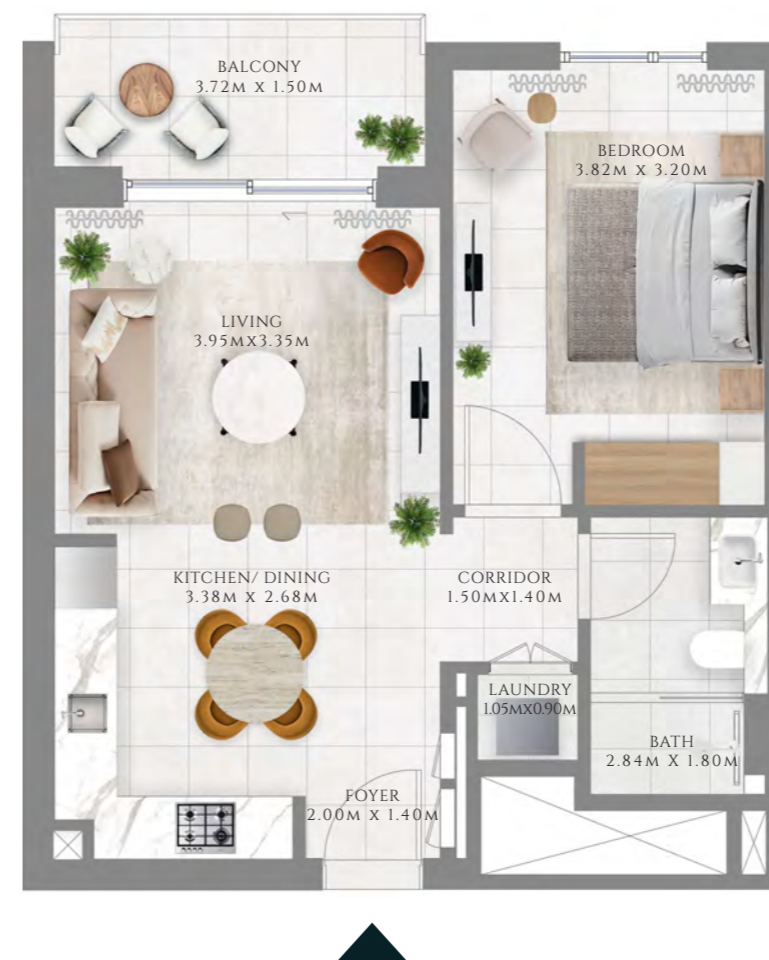 BALCONY
3.72M X 1.50M
BEDROOM
3.82M X 3.20M
LIVING
3.95MX3.35M
KITCHEN/ DINING
3.38M X 2.68M
CORRIDOR
1.50MX1.40M
LAUNDRY
1.05MX0.90M
BATH
2.84M X 1.80M
FOYER
2.00M X 1.40M